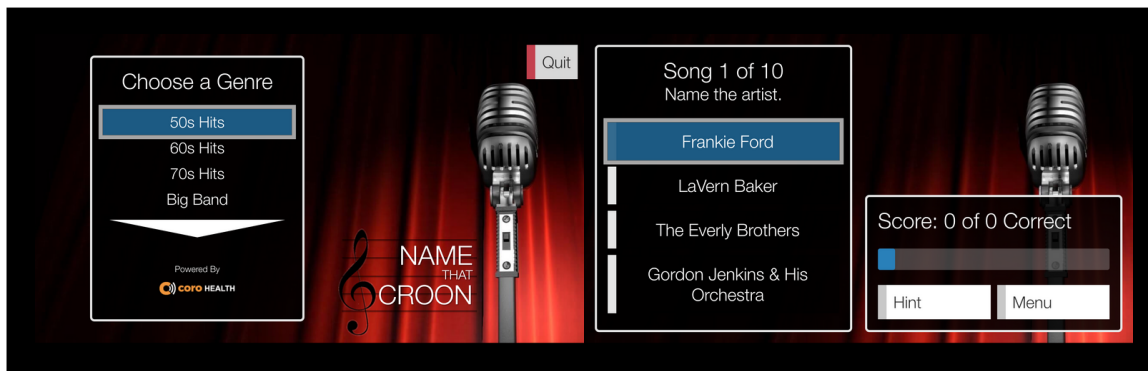 Choose a Genre
50s Hits
60s Hits
70s Hits
Big Band
Powered By
coro HEALTH
NAME
THAT
CROON
Quit
Song 1 of 10
Name the artist.
Frankie Ford
LaVern Baker
The Everly Brothers
Gordon Jenkins & His
Orchestra
Score: 0 of 0 Correct
Hint
Menu